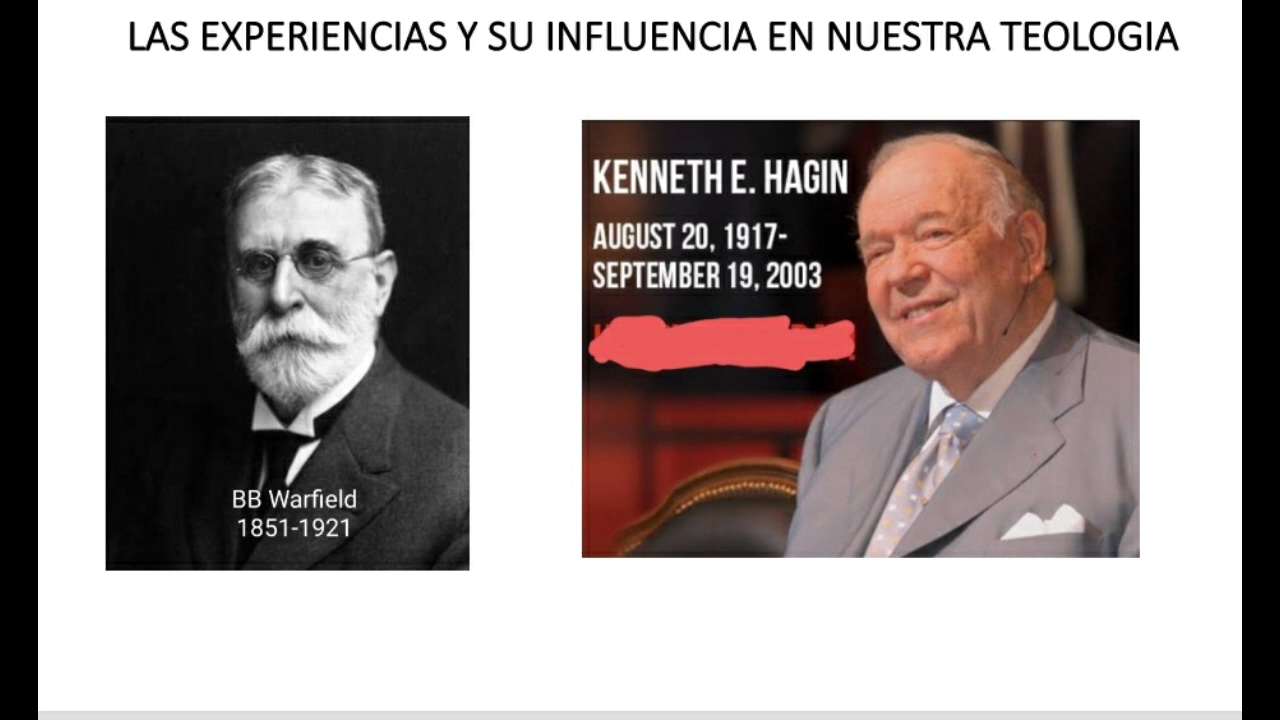 LAS EXPERIENCIAS Y SU INFLUENCIA EN NUESTRA TEOLOGIA
BB Warfield
1851-1921
KENNETH E. HAGIN
AUGUST 20, 1917-
SEPTEMBER 19, 2003